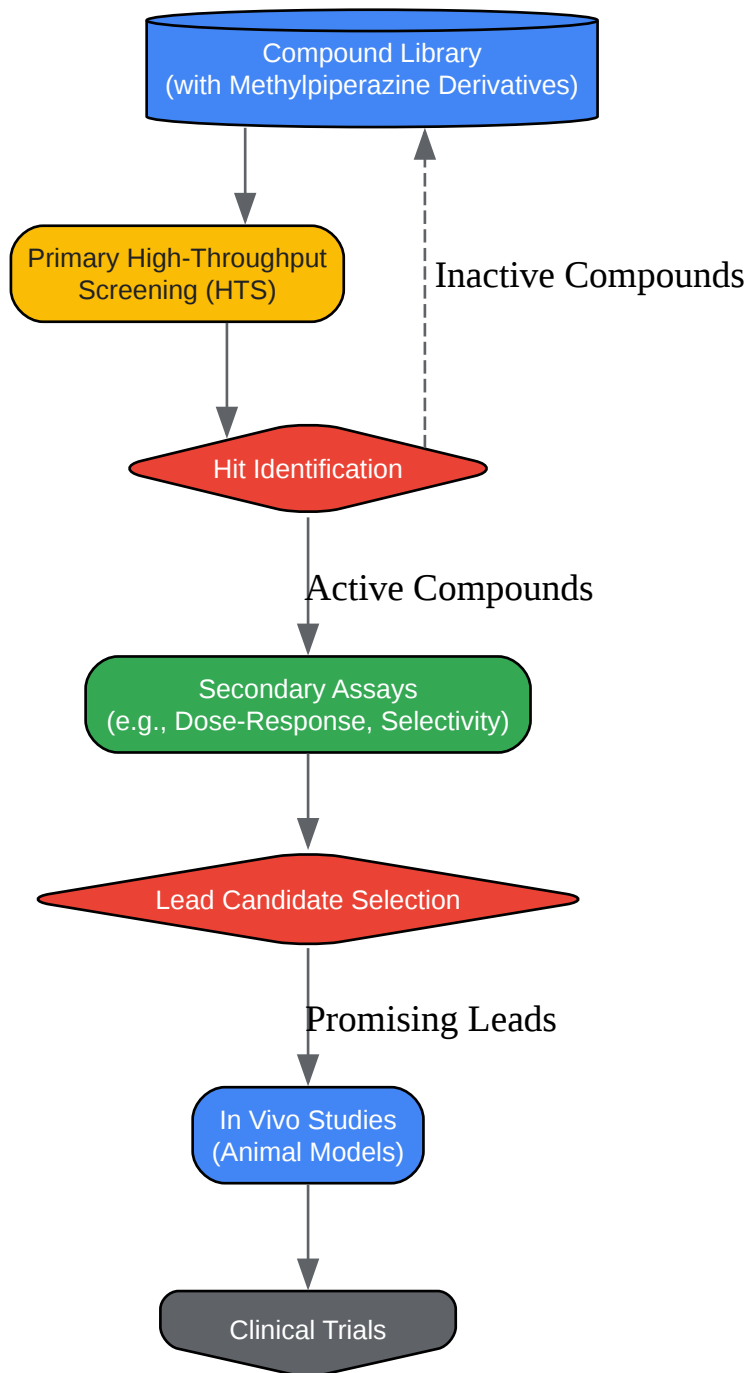 Compound Library
(with Methylpiperazine Derivatives)
Primary High-Throughput
Screening (HTS)
Inactive Compounds
Hit Identification
Active Compounds
Secondary Assays
(e.g., Dose-Response, Selectivity)
Lead Candidate Selection
Promising Leads
In Vivo Studies
(Animal Models)
Clinical Trials